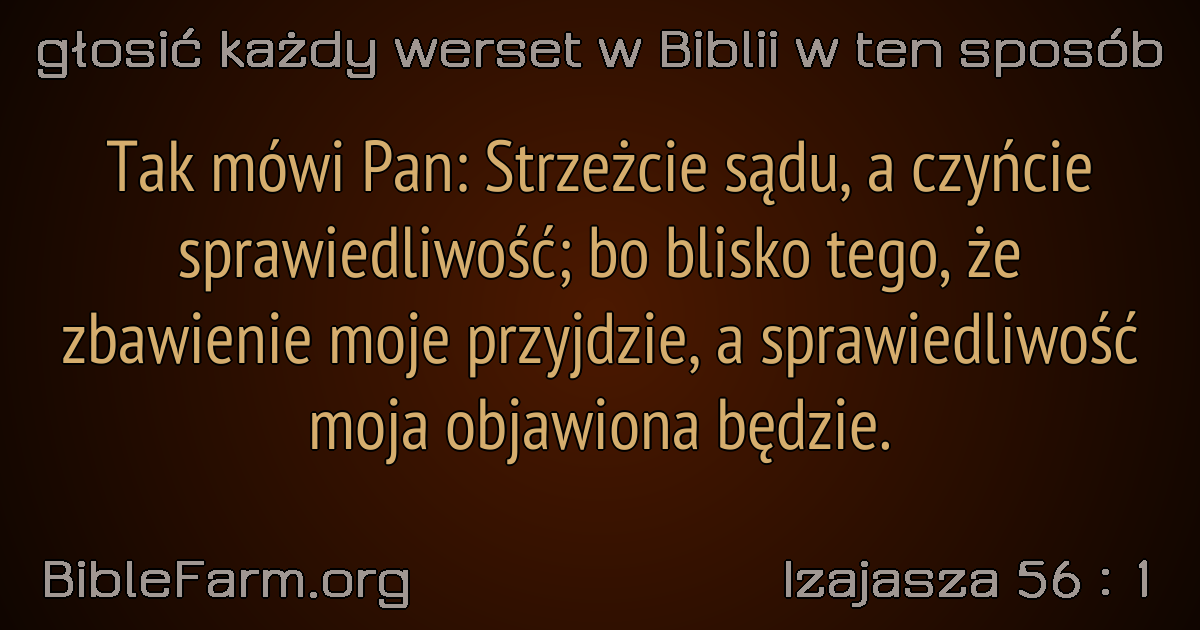 głosić każdy werset w Biblii w ten sposób
Tak mówi Pan: Strzeżcie sądu, a czyńcie
sprawiedliwość; bo blisko tego, że
zbawienie moje przyjdzie, a sprawiedliwość
moja objawiona będzie.
BibleFarm.org
Izajasza 56 : 1